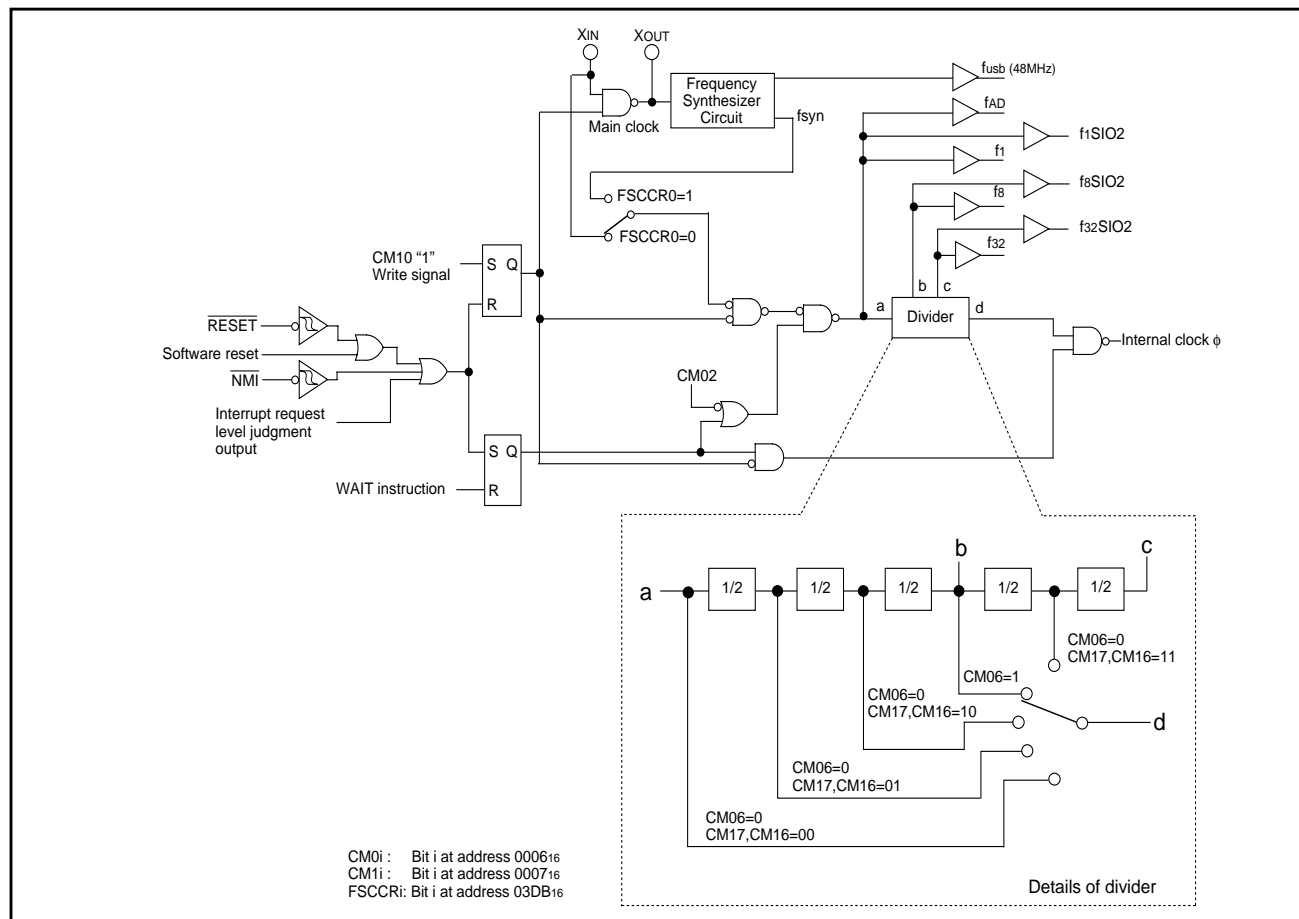 XIN
XOUT
Frequency
Synthesizer
Circuit
Main clock
fsyn
fusb (48MHz)
fAD
f1SIO2
f1
f8SIO2
f8
f32SIO2
f32
FSCCR0=1
FSCCR0=0
CM10 “1”
Write signal
S Q
R
RESET
Software reset
NMI
Interrupt request
level judgment
output
CM02
b c
a
Divider
d
Internal clock ϕ
S Q
R
WAIT instruction
a
1/2
1/2
1/2
b
1/2
1/2
c
CM06=0
CM17,CM16=11
CM06=1
CM06=0
CM17,CM16=10
d
CM06=0
CM17,CM16=01
CM06=0
CM17,CM16=00
CM0i : Bit i at address 000616
CM1i : Bit i at address 000716
FSCCRi: Bit i at address 03DB16
Details of divider